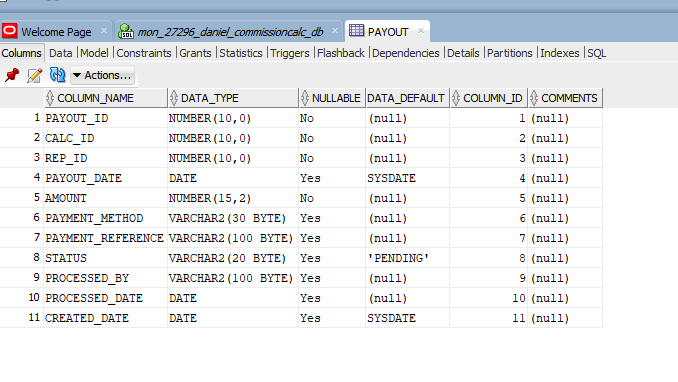 Welcome Page mon_27296_daniel_commissioncalc_db PAYOUT
Columns Data Model Constraints Grants Statistics Triggers Flashback Dependencies Details Partitions Indexes SQL
Actions...
COLUMN_NAME DATA_TYPE NULLABLE DATA_DEFAULT COLUMN_ID COMMENTS
1 PAYOUT_ID NUMBER(10,0) No (null) 1 (null)
2 CALC_ID NUMBER(10,0) No (null) 2 (null)
3 REP_ID NUMBER(10,0) No (null) 3 (null)
4 PAYOUT_DATE DATE Yes SYSDATE 4 (null)
5 AMOUNT NUMBER(15,2) No (null) 5 (null)
6 PAYMENT_METHOD VARCHAR2(30 BYTE) Yes (null) 6 (null)
7 PAYMENT_REFERENCE VARCHAR2(100 BYTE) Yes (null) 7 (null)
8 STATUS VARCHAR2(20 BYTE) Yes 'PENDING' 8 (null)
9 PROCESSED_BY VARCHAR2(100 BYTE) Yes (null) 9 (null)
10 PROCESSED_DATE DATE Yes (null) 10 (null)
11 CREATED_DATE DATE Yes SYSDATE 11 (null)